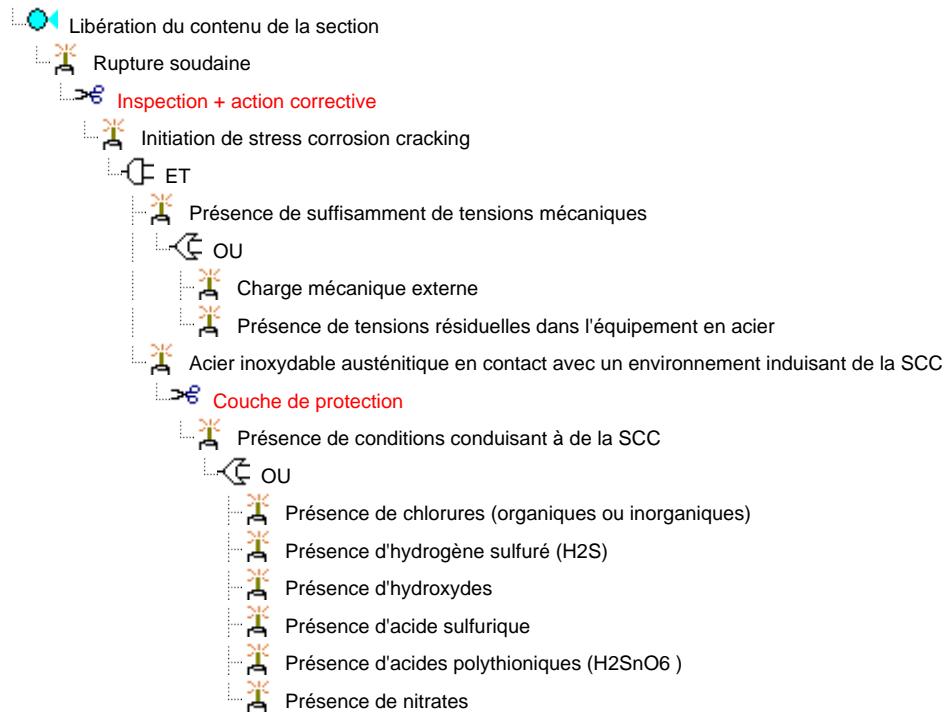 Libération du contenu de la section
Rupture soudaine
Inspection + action corrective
Initiation de stress corrosion cracking
ET
Présence de suffisamment de tensions mécaniques
OU
Charge mécanique externe
Présence de tensions résiduelles dans l'équipement en acier
Acier inoxydable austénitique en contact avec un environnement induisant de la SCC
Couche de protection
Présence de conditions conduisant à de la SCC
OU
Présence de chlorures (organiques ou inorganiques)
Présence d'hydrogène sulfuré (H2S)
Présence d'hydroxydes
Présence d'acide sulfurique
Présence d'acides polythioniques (H2SnO6 )
Présence de nitrates